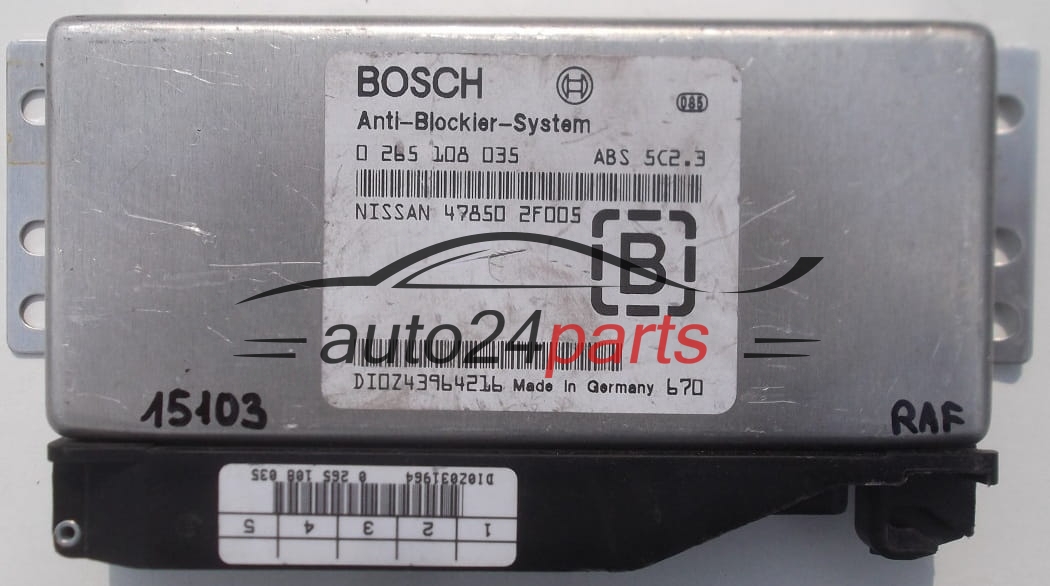 BOSCH
085
Anti-Blockier-System
0 265 108 035 ABS 5C2.3
NISSAN 47850 2F005
B
auto24parts
DIOZ43964216 Made in Germany 670
15103 RAF
DIOZ031964 0 265 108 035
1 2 3 4 5